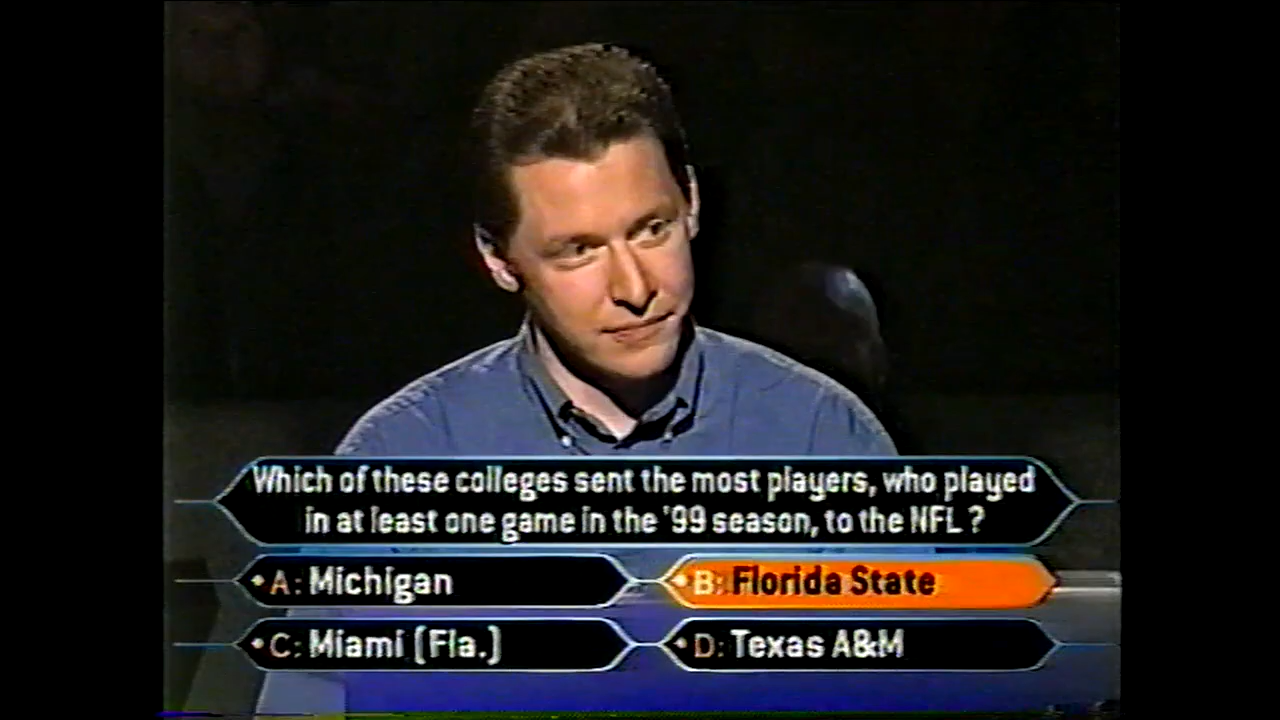 Which of these colleges sent the most players, who played
in at least one game in the '99 season, to the NFL ?
A: Michigan
B: Florida State
C: Miami (Fla.)
D: Texas A&M